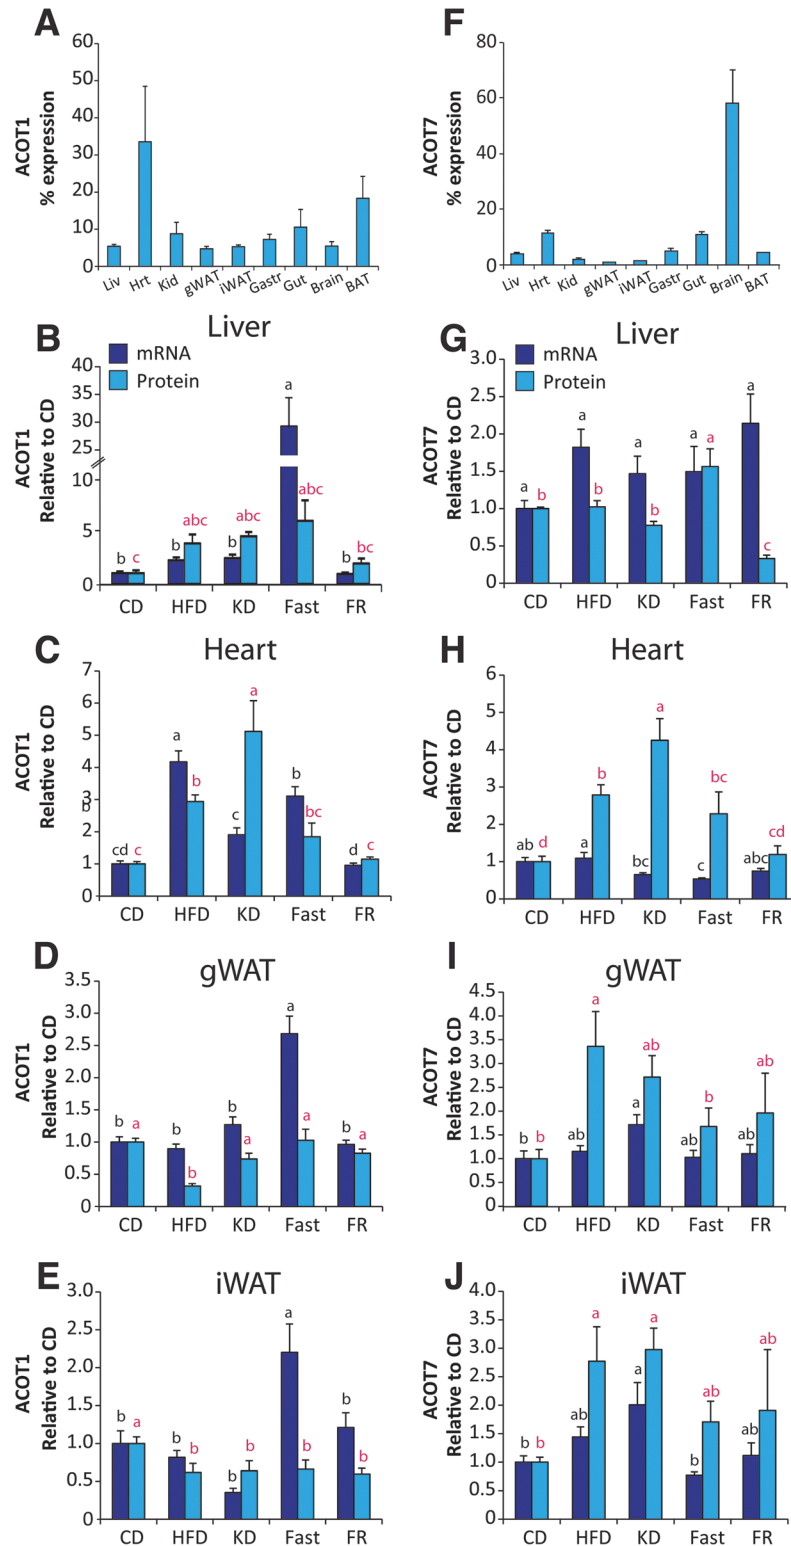 A
ACOT1
% expression
60
50
40
30
20
10
0
Liv Hrt Kid gWAT iWAT Gastr Gut Brain BAT
F
ACOT7
% expression
80
60
40
20
0
Liv Hrt Kid gWAT iWAT Gastr Gut Brain BAT
B
Liver
mRNA
Protein
ACOT1
Relative to CD
40
35
30
25
10
5
0
b c b abc b abc a abc b bc
CD HFD KD Fast FR
G
Liver
mRNA
Protein
ACOT7
Relative to CD
3.0
2.5
2.0
1.5
1.0
0.5
0
a b a b a b a a a c
CD HFD KD Fast FR
C
Heart
ACOT1
Relative to CD
7
6
5
4
3
2
1
0
cd c a b c a b bc d c
CD HFD KD Fast FR
H
Heart
ACOT7
Relative to CD
6
5
4
3
2
1
0
ab d a b bc a c bc abc cd
CD HFD KD Fast FR
D
gWAT
ACOT1
Relative to CD
3.5
3.0
2.5
2.0
1.5
1.0
0.5
0
b a b b b a a a b a
CD HFD KD Fast FR
I
gWAT
ACOT7
Relative to CD
4.5
4.0
3.5
3.0
2.5
2.0
1.5
1.0
0.5
0
b b ab a a ab ab b ab ab
CD HFD KD Fast FR
E
iWAT
ACOT1
Relative to CD
3.0
2.5
2.0
1.5
1.0
0.5
0
b a b b b b a b b b
CD HFD KD Fast FR
J
iWAT
ACOT7
Relative to CD
4.0
3.5
3.0
2.5
2.0
1.5
1.0
0.5
0
b b ab a a a b ab ab ab
CD HFD KD Fast FR